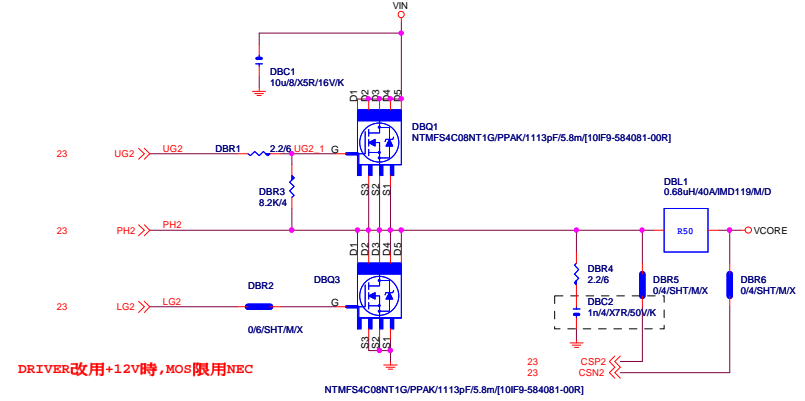 VIN
DBC1
10u/8/X5R/16V/K
D1
D2
D3
D4
D5
DBQ1
NTMFS4C08NT1G/PPAK/1113pF/5.8m/[10IF9-584081-00R]
23
UG2
UG2
DBR1
2.2/6
UG2_1
G
S3
S2
S1
DBR3
8.2K/4
DBL1
0.68uH/40A/IMD119/M/D
23
PH2
PH2
R50
VCORE
D1
D2
D3
D4
D5
DBQ3
23
LG2
LG2
DBR2
0/6/SHT/M/X
G
S3
S2
S1
DBR4
2.2/6
DBC2
1n/4/X7R/50V/K
DBR5
0/4/SHT/M/X
DBR6
0/4/SHT/M/X
23
CSP2
23
CSN2
DRIVER改用+12V時,MOS限用NEC
NTMFS4C08NT1G/PPAK/1113pF/5.8m/[10IF9-584081-00R]